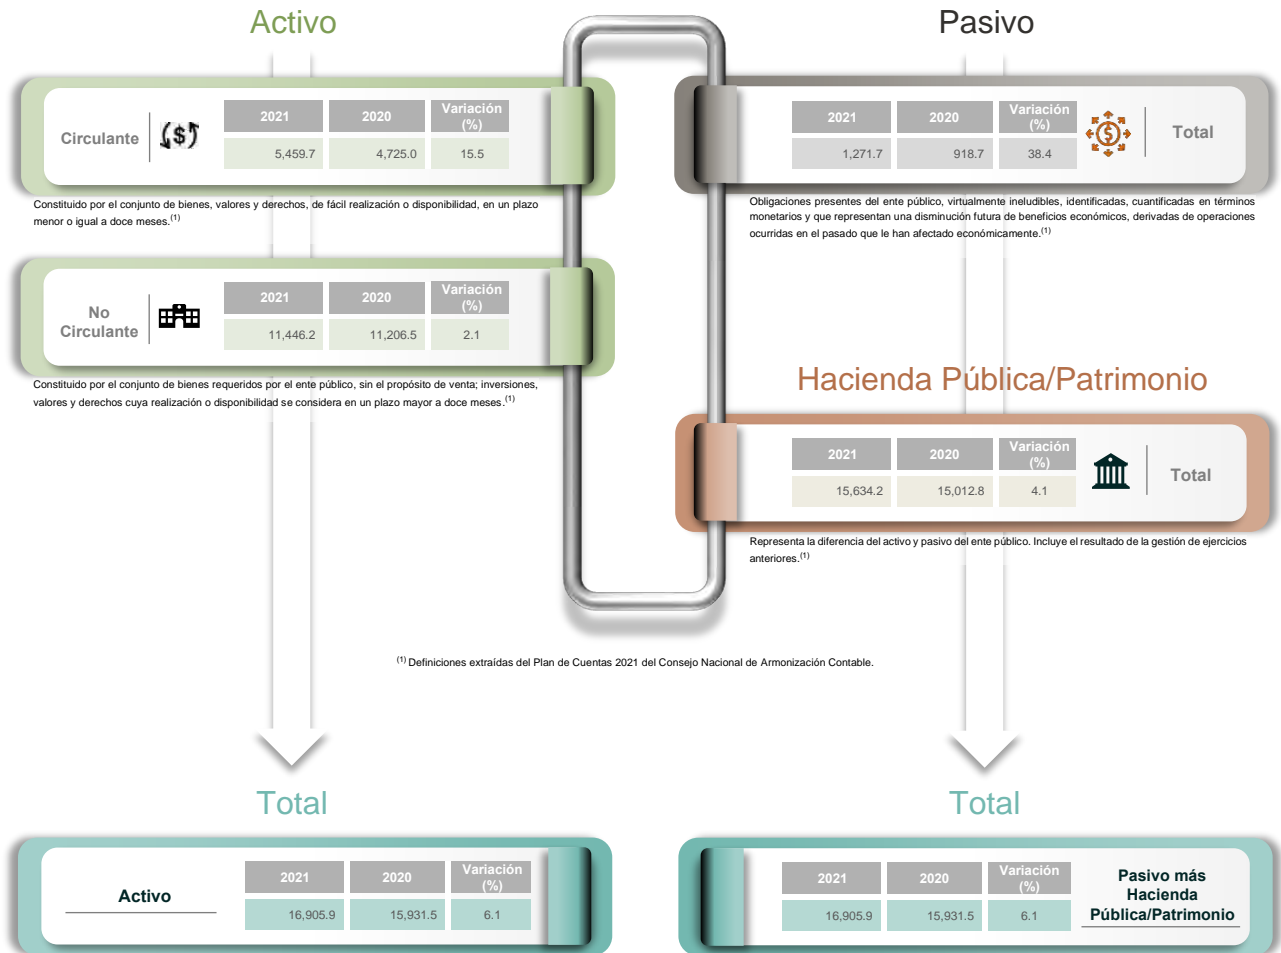 Activo
Circulante
2021 2020 Variación (%)
5,459.7 4,725.0 15.5
Constituido por el conjunto de bienes, valores y derechos, de fácil realización o disponibilidad, en un plazo
menor o igual a doce meses.(1)
No
Circulante
2021 2020 Variación (%)
11,446.2 11,206.5 2.1
Constituido por el conjunto de bienes requeridos por el ente público, sin el propósito de venta; inversiones,
valores y derechos cuya realización o disponibilidad se considera en un plazo mayor a doce meses.(1)
Pasivo
2021 2020 Variación (%)
1,271.7 918.7 38.4
Total
Obligaciones presentes del ente público, virtualmente ineludibles, identificadas, cuantificadas en términos
monetarios y que representan una disminución futura de beneficios económicos, derivadas de operaciones
ocurridas en el pasado que le han afectado económicamente.(1)
Hacienda Pública/Patrimonio
2021 2020 Variación (%)
15,634.2 15,012.8 4.1
Total
Representa la diferencia del activo y pasivo del ente público. Incluye el resultado de la gestión de ejercicios
anteriores.(1)
(1) Definiciones extraídas del Plan de Cuentas 2021 del Consejo Nacional de Armonización Contable.
Total
Activo
2021 2020 Variación (%)
16,905.9 15,931.5 6.1
Total
2021 2020 Variación (%)
16,905.9 15,931.5 6.1
Pasivo más
Hacienda
Pública/Patrimonio